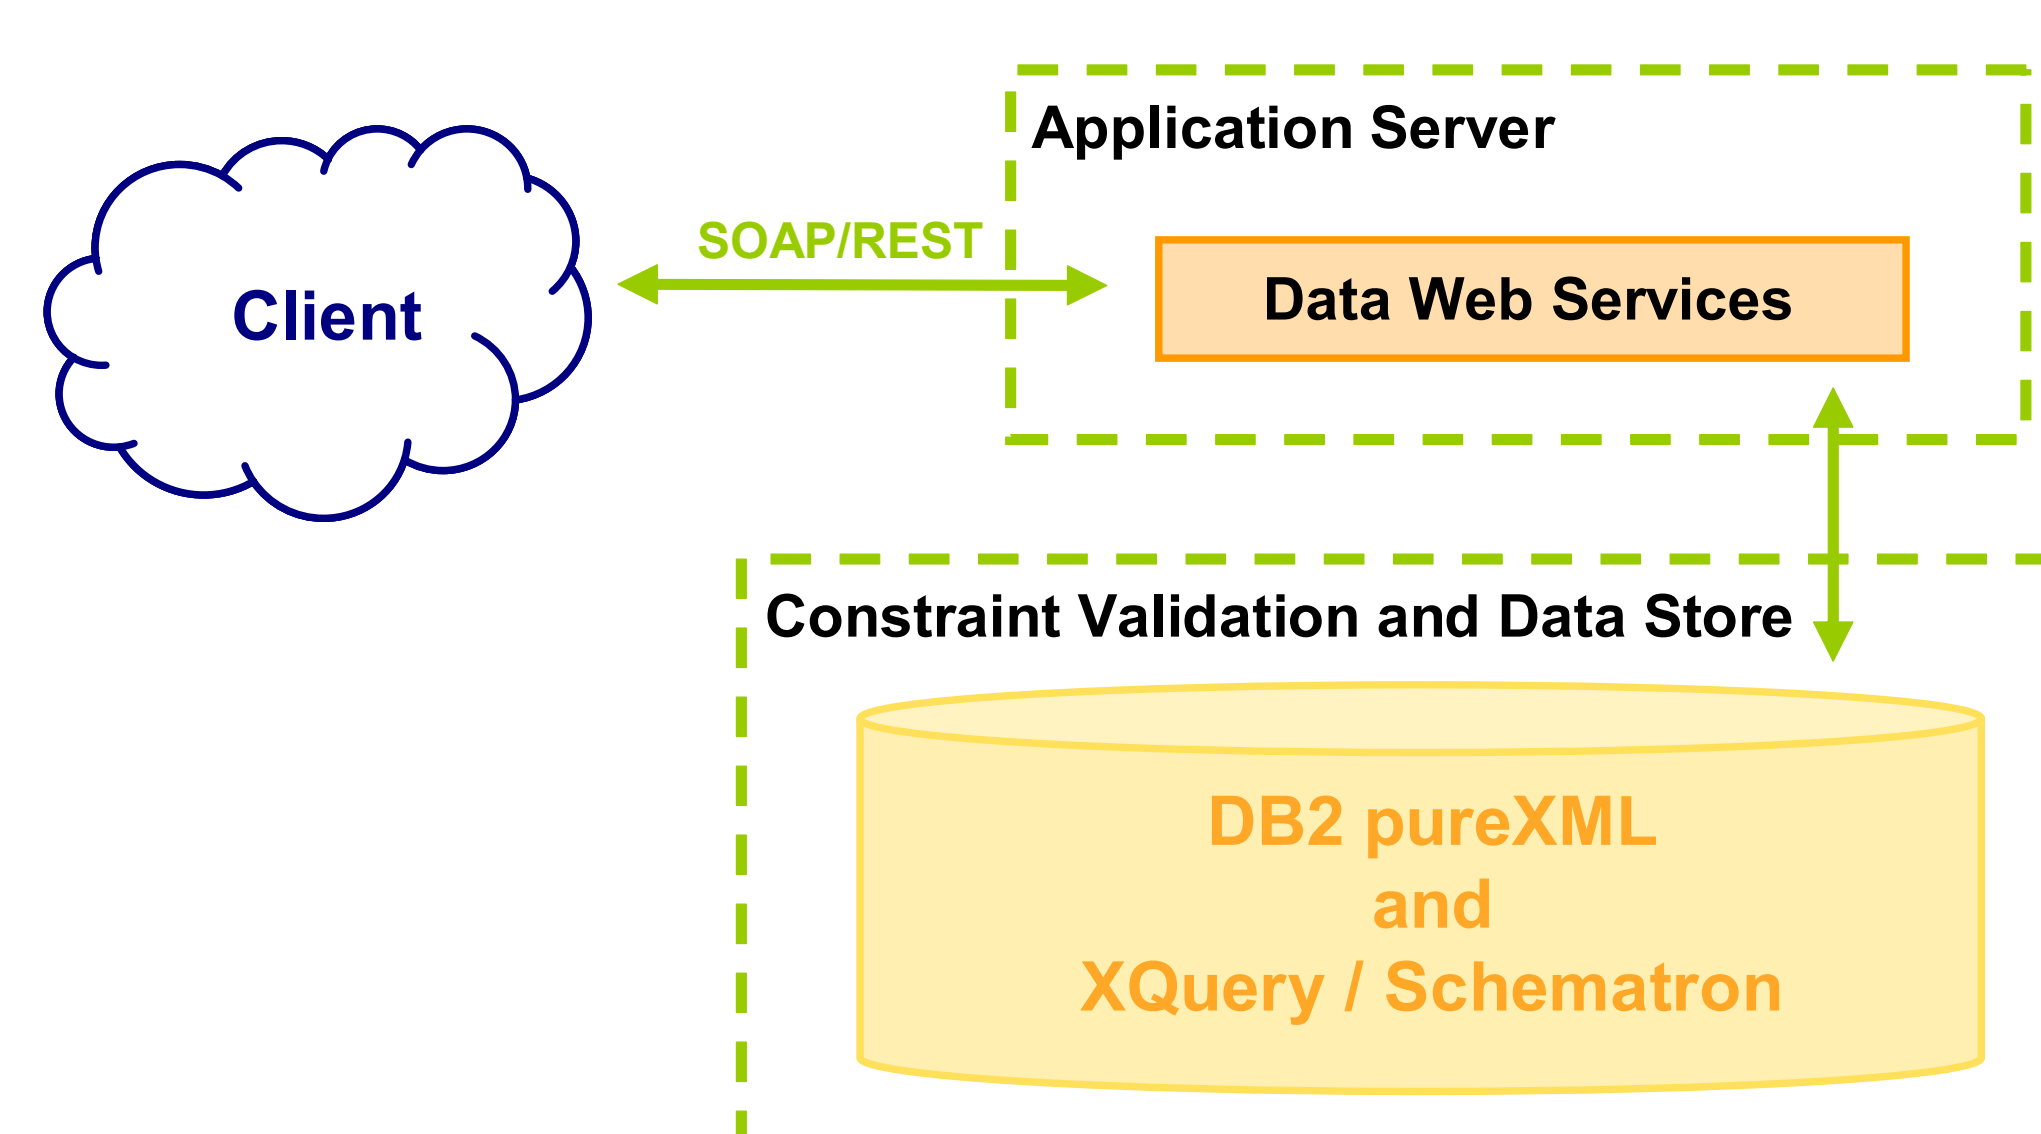 Application Server
SOAP/REST
Client
Data Web Services
Constraint Validation and Data Store
DB2 pureXML
and
XQuery / Schematron